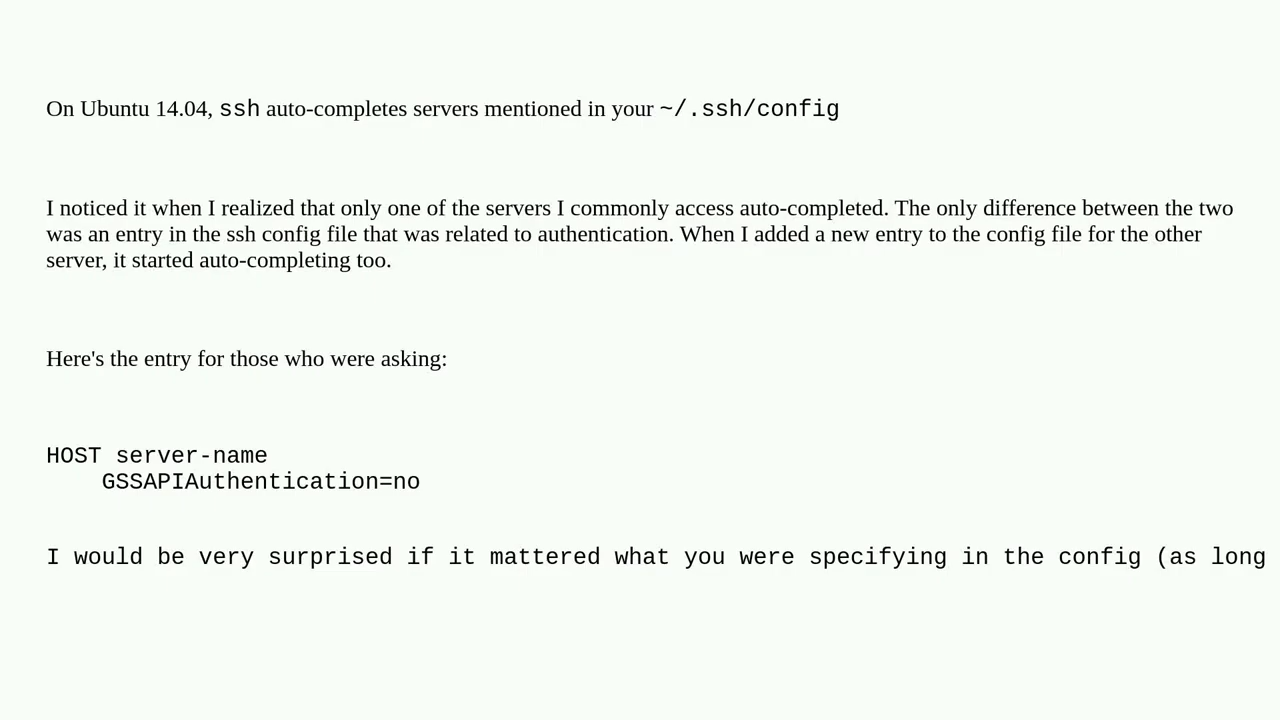 On Ubuntu 14.04, ssh auto-completes servers mentioned in your ~/.ssh/config
I noticed it when I realized that only one of the servers I commonly access auto-completed. The only difference between the two
was an entry in the ssh config file that was related to authentication. When I added a new entry to the config file for the other
server, it started auto-completing too.
Here's the entry for those who were asking:
HOST server-name
    GSSAPIAuthentication=no
I would be very surprised if it mattered what you were specifying in the config (as long